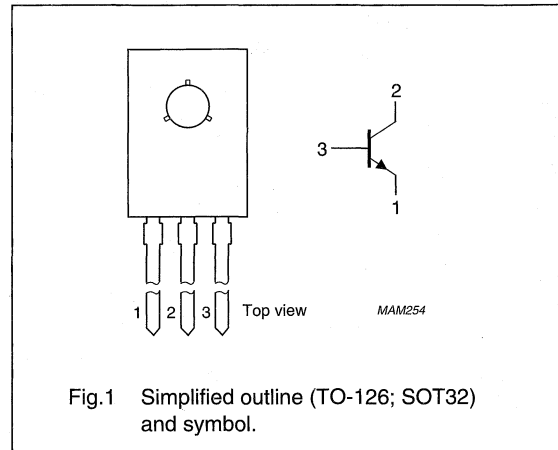 2
3
1
1 2 3 Top view
MAM254
Fig.1 Simplified outline (TO-126; SOT32)
and symbol.